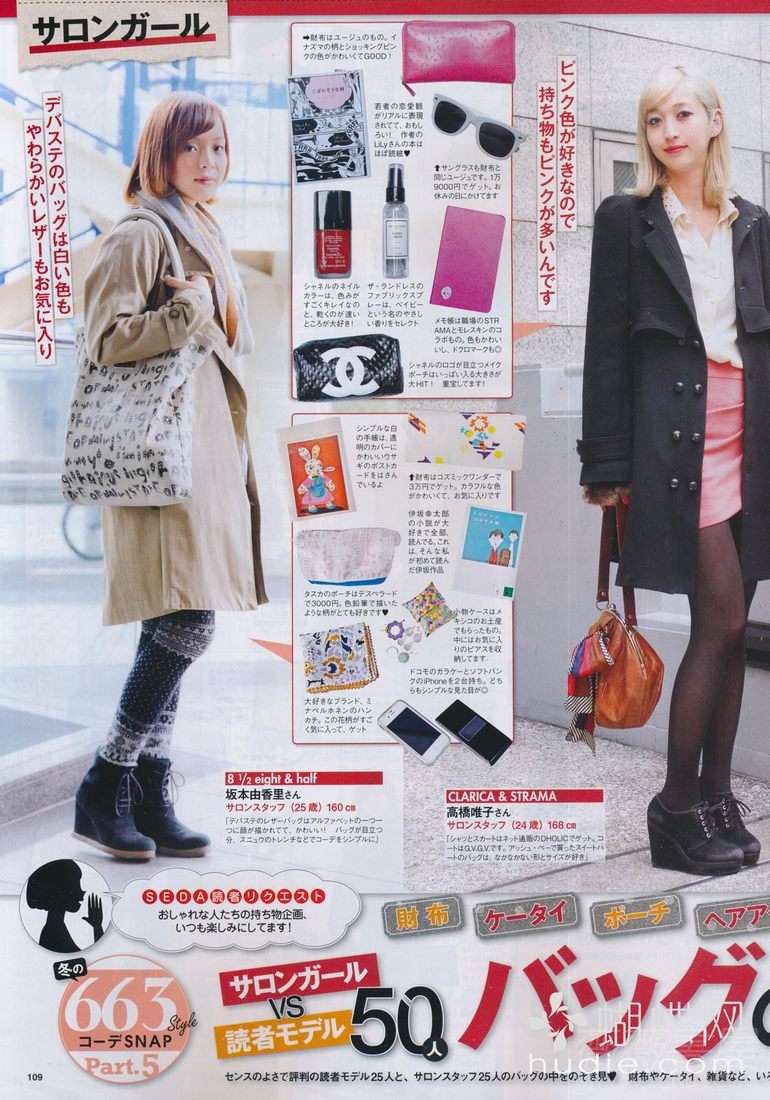 サロンガール
デバステのバッグは白い色も
やわらかいレザーもお気に入り
➡財布はユージュのもの。イ
ナズマの柄とショッキングピン
クの色がかわいくてGOOD！
若者の恋愛観
がリアルに表現
されてて、おもし
ろい！　作者の
LiLyさんの本は
ほぼ読破♥
⬆サングラスも財布と
同じユージュです。1万
9000円でゲット。お
休みの日にかけてます
シャネルのネイル
カラーは、色みが
すごくキレイなの
と、乾くのが速い
ところが大好き！
ザ・ランドレスの
ファブリックスプ
レーは、ベイビー
という名のやさし
い香りをセレクト
メモ帳は職場のSTR
AMAとモレスキンのコ
ラボもの。色もかわい
いし、ドクロマークも◎
シャネルのロゴが目立つメイク
ポーチはいっぱい入る大きさが
大HIT！　重宝してます！
ピンク色が好きなので
持ち物もピンクが多いんです
シンプルな白
の手帳は、透
明のカバーに
かわいいウサ
ギのポストカ
ードをはさん
でいるよ
⬆財布はコズミックワンダーで
3万円でゲット。カラフルな色
がかわいくて、お気に入りです
伊坂幸太郎
の小説が大
好きで全部、
読んでる。これ
は、そんな私
が初めて読ん
だ伊坂作品
タスカのポーチはデスペラード
で3000円。色鉛筆で描いた
ような柄がとても好きです♥
小物ケースはメ
キシコのお土産
でもらったもの。
中にはお気に入
りのピアスを収
納してます
ドコモのガラケーとソフトバン
クのiPhoneを2台持ち。どち
らもシンプルな見た目が◎
大好きなブランド、ミ
ナペルホネンのハン
カチ。この花柄がすご
く気に入って、ゲット
8 ½ eight & half
坂本由香里さん
サロンスタッフ（25歳）160㎝
「デバステのレザーバッグはアルファベットの一つ一
つに顔が描かれてて、かわいい！　バッグが目立つ
分、スニュウのトレンチなどでコーデをシンプルに」
CLARICA & STRAMA
高橋唯子さん
サロンスタッフ（24歳）168㎝
「シャツとスカートはネット通販のDHOLICでゲット。コ
ートはG.V.G.V.です。アッシュ・ペーで買ったスイートハ
ートのバッグは、なかなかない形とサイズが好き」
SEDA読者リクエスト
おしゃれな人たちの持ち物企画、
いつも楽しみにしてます！
財布
ケータイ
ポーチ
ヘアア
冬の
663
Style
コーデSNAP
Part.5
サロンガール
VS
読者モデル
50人
バッグの
蝴蝶网
hudie.com
109
センスのよさで評判の読者モデル25人と、サロンスタッフ25人のバッグの中をのぞき見♥　財布やケータイ、雑貨など、いろ